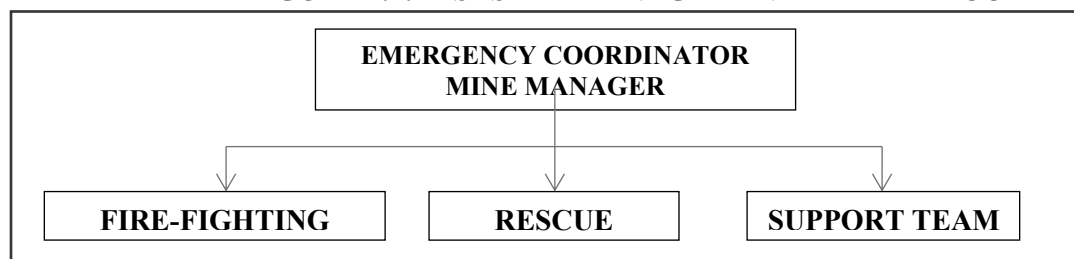 EMERGENCY COORDINATOR
MINE MANAGER
FIRE-FIGHTING
RESCUE
SUPPORT TEAM